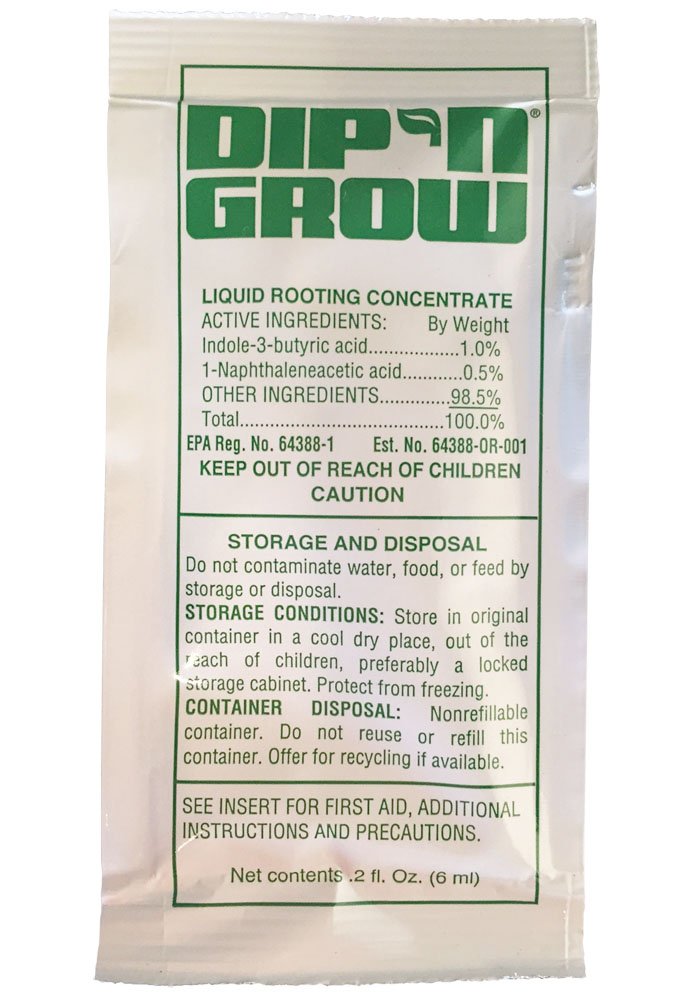 DIP 'N
GROW®
LIQUID ROOTING CONCENTRATE
ACTIVE INGREDIENTS: By Weight
Indole-3-butyric acid..................1.0%
1-Naphthaleneacetic acid............0.5%
OTHER INGREDIENTS..............98.5%
Total.........................................100.0%
EPA Reg. No. 64388-1 Est. No. 64388-OR-001
KEEP OUT OF REACH OF CHILDREN
CAUTION
STORAGE AND DISPOSAL
Do not contaminate water, food, or feed by
storage or disposal.
STORAGE CONDITIONS: Store in original
container in a cool dry place, out of the
reach of children, preferably a locked
storage cabinet. Protect from freezing.
CONTAINER DISPOSAL: Nonrefillable
container. Do not reuse or refill this
container. Offer for recycling if available.
SEE INSERT FOR FIRST AID, ADDITIONAL
INSTRUCTIONS AND PRECAUTIONS.
Net contents .2 fl. Oz. (6 ml)